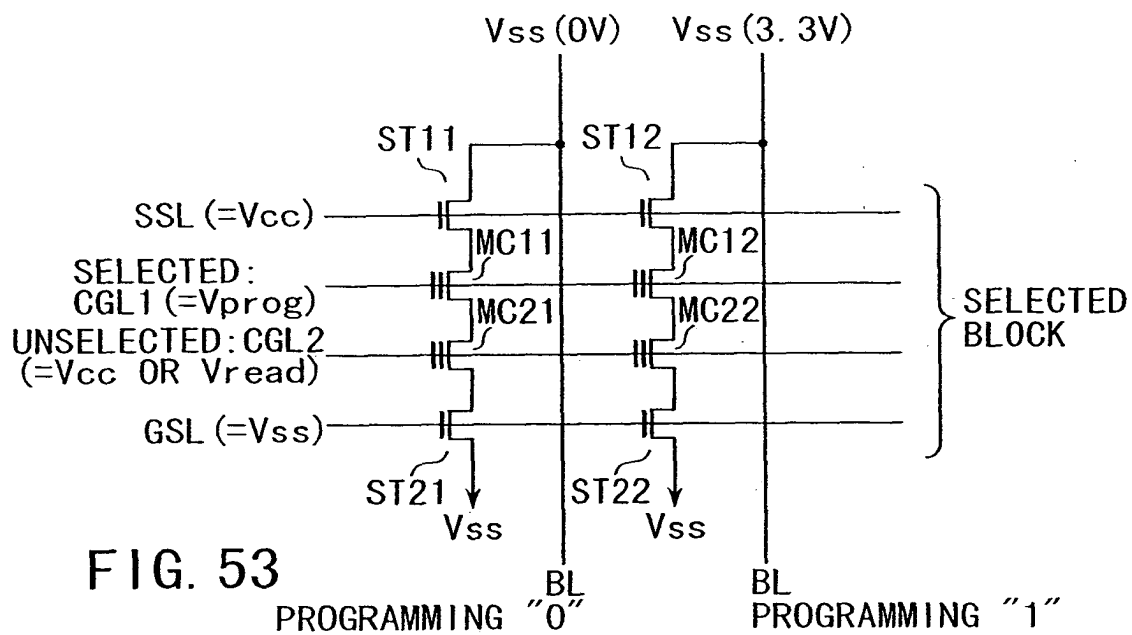 Vss(0V) Vss(3.3V)
ST11 ST12
SSL(=Vcc)
MC11 MC12
SELECTED:
CGL1(=Vprog)
MC21 MC22
UNSELECTED:CGL2
(=Vcc OR Vread)
GSL(=Vss)
SELECTED
BLOCK
ST21 ST22
Vss Vss
FIG. 53
BL BL
PROGRAMMING "0" PROGRAMMING "1"